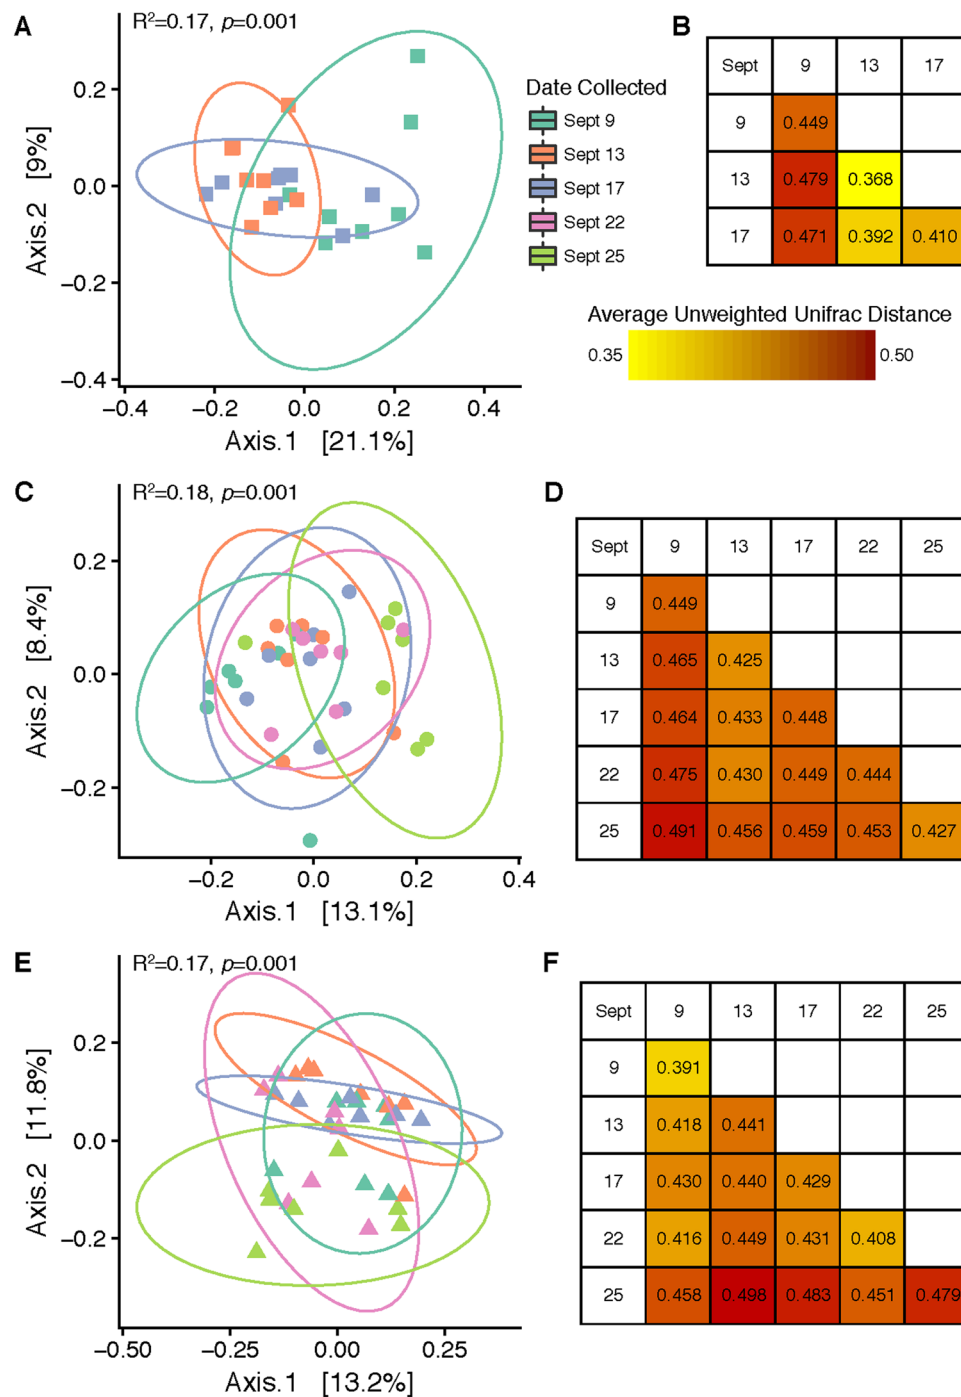 A
R²=0.17, p=0.001
0.2
0.0
−0.2
−0.4
Axis.2 [9%]
−0.4 −0.2 0.0 0.2 0.4
Axis.1 [21.1%]
Date Collected
Sept 9
Sept 13
Sept 17
Sept 22
Sept 25
B
Sept 9 13 17
9 0.449
13 0.479 0.368
17 0.471 0.392 0.410
Average Unweighted Unifrac Distance
0.35 0.50
C
R²=0.18, p=0.001
0.2
0.0
−0.2
Axis.2 [8.4%]
−0.2 0.0 0.2 0.4
Axis.1 [13.1%]
D
Sept 9 13 17 22 25
9 0.449
13 0.465 0.425
17 0.464 0.433 0.448
22 0.475 0.430 0.449 0.444
25 0.491 0.456 0.459 0.453 0.427
E
R²=0.17, p=0.001
0.2
0.0
−0.2
Axis.2 [11.8%]
−0.50 −0.25 0.00 0.25
Axis.1 [13.2%]
F
Sept 9 13 17 22 25
9 0.391
13 0.418 0.441
17 0.430 0.440 0.429
22 0.416 0.449 0.431 0.408
25 0.458 0.498 0.483 0.451 0.479